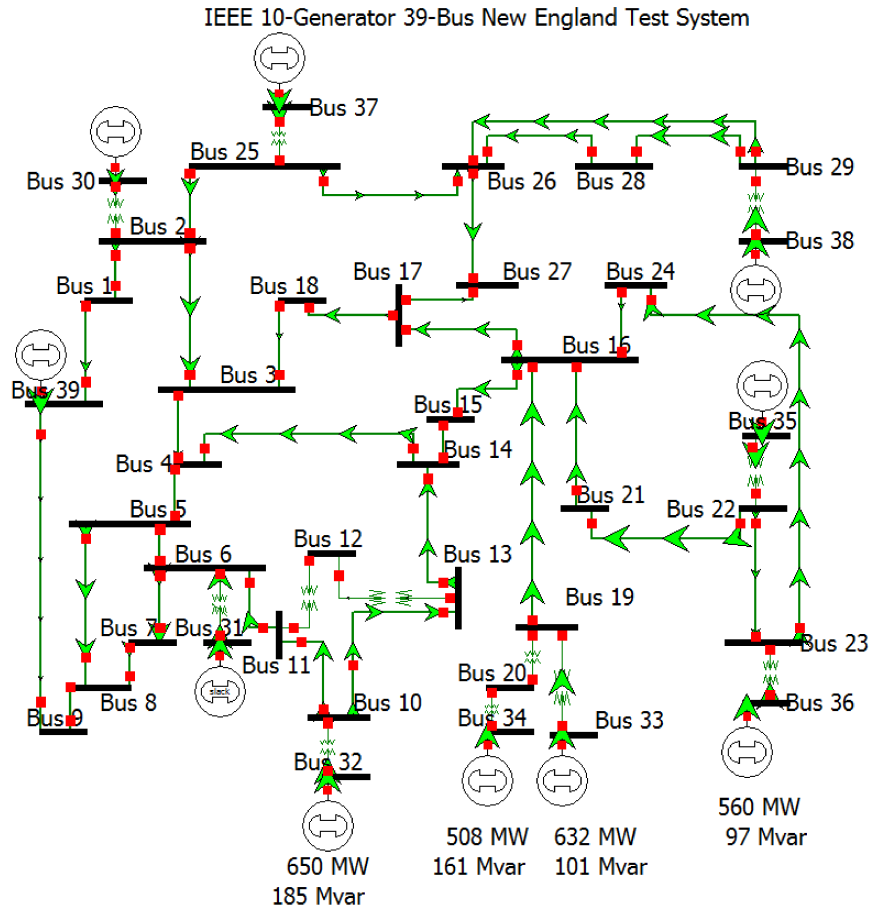 IEEE 10-Generator 39-Bus New England Test System
Bus 37
Bus 25
Bus 26
Bus 28
Bus 29
Bus 30
Bus 2
Bus 38
Bus 17
Bus 27
Bus 24
Bus 1
Bus 18
Bus 16
Bus 39
Bus 3
Bus 15
Bus 35
Bus 4
Bus 14
Bus 21
Bus 22
Bus 5
Bus 12
Bus 6
Bus 13
Bus 19
Bus 7
Bus 31
Bus 11
Bus 23
Bus 20
Bus 8
slack
Bus 10
Bus 36
Bus 9
Bus 34
Bus 33
Bus 32
560 MW
97 Mvar
650 MW
185 Mvar
508 MW
161 Mvar
632 MW
101 Mvar